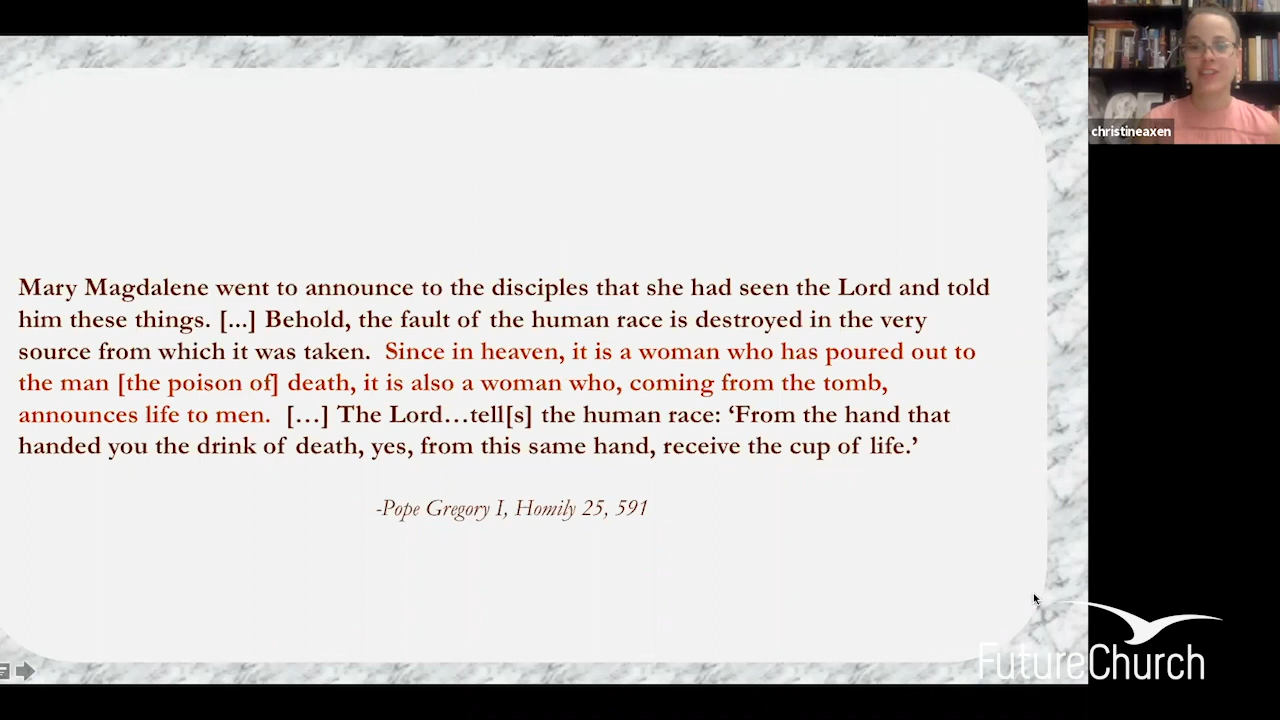 christineaxen
Mary Magdalene went to announce to the disciples that she had seen the Lord and told
him these things. [...] Behold, the fault of the human race is destroyed in the very
source from which it was taken. Since in heaven, it is a woman who has poured out to
the man [the poison of] death, it is also a woman who, coming from the tomb,
announces life to men. […] The Lord…tell[s] the human race: ‘From the hand that
handed you the drink of death, yes, from this same hand, receive the cup of life.’
-Pope Gregory I, Homily 25, 591
FutureChurch